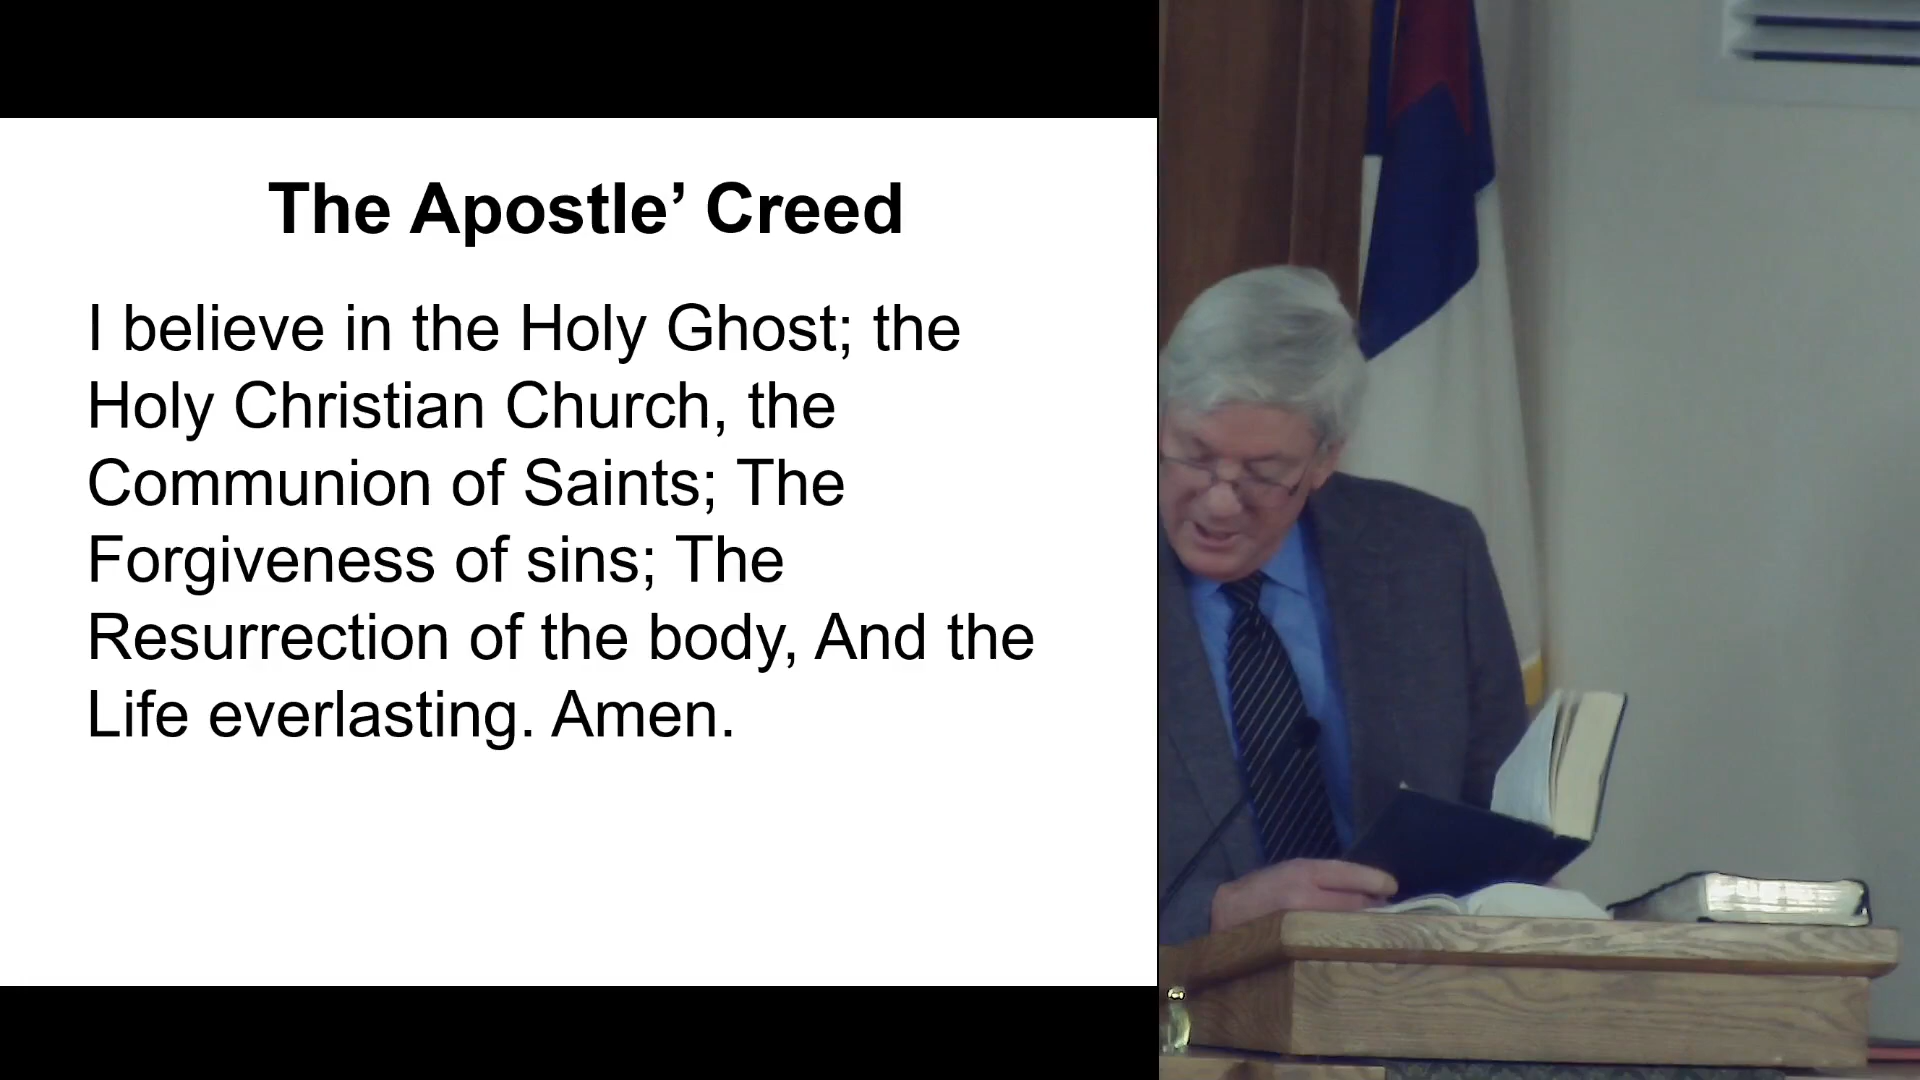 The Apostle’ Creed
I believe in the Holy Ghost; the
Holy Christian Church, the
Communion of Saints; The
Forgiveness of sins; The
Resurrection of the body, And the
Life everlasting. Amen.